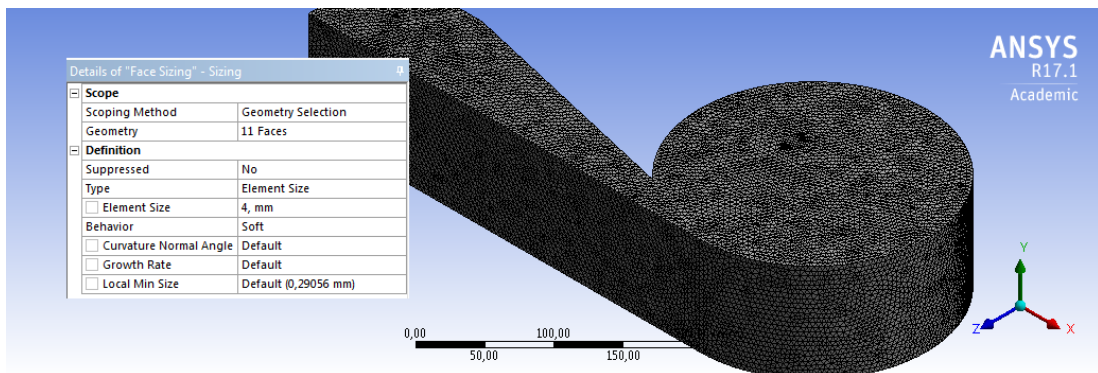 Details of "Face Sizing" - Sizing
Scope
Scoping Method Geometry Selection
Geometry 11 Faces
Definition
Suppressed No
Type Element Size
Element Size 4, mm
Behavior Soft
Curvature Normal Angle Default
Growth Rate Default
Local Min Size Default (0,29056 mm)
ANSYS
R17.1
Academic
0,00 100,00
50,00 150,00
Y
Z X